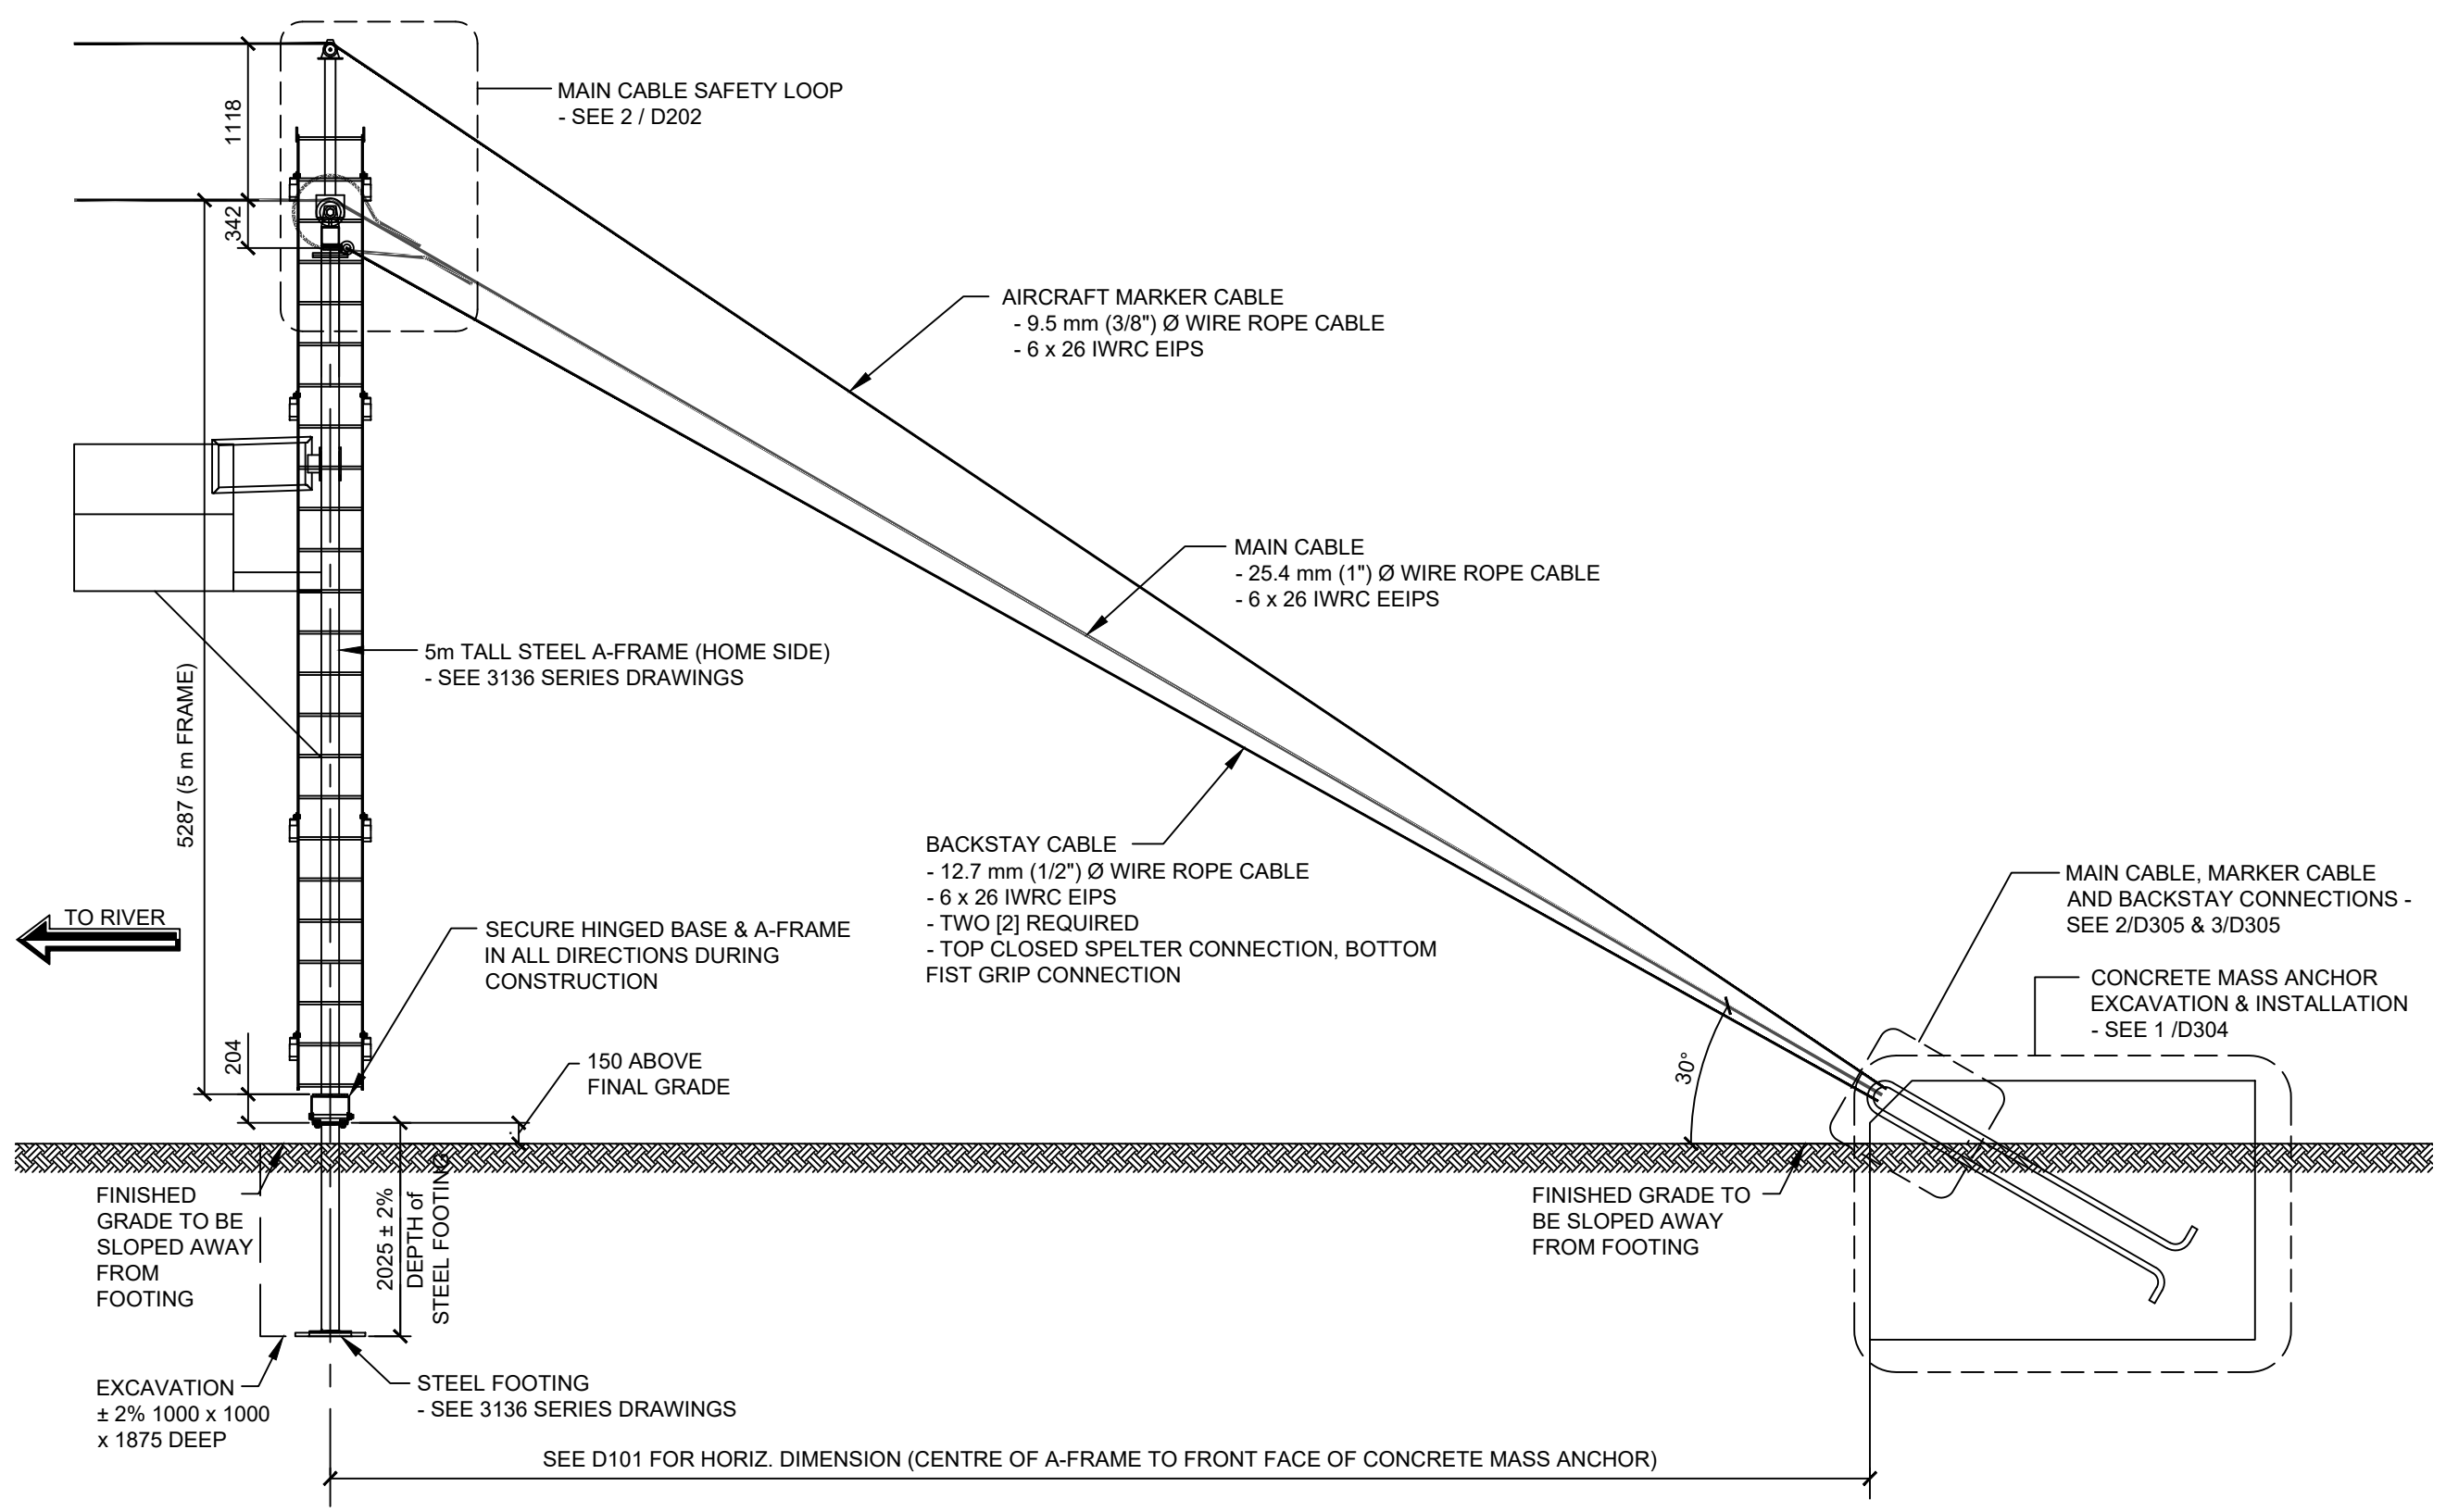 MAIN CABLE SAFETY LOOP
- SEE 2 / D202
1118
342
AIRCRAFT MARKER CABLE
- 9.5 mm (3/8") Ø WIRE ROPE CABLE
- 6 x 26 IWRC EIPS
MAIN CABLE
- 25.4 mm (1") Ø WIRE ROPE CABLE
- 6 x 26 IWRC EEIPS
5m TALL STEEL A-FRAME (HOME SIDE)
- SEE 3136 SERIES DRAWINGS
5287 (5 m FRAME)
BACKSTAY CABLE
- 12.7 mm (1/2") Ø WIRE ROPE CABLE
- 6 x 26 IWRC EIPS
- TWO [2] REQUIRED
- TOP CLOSED SPELTER CONNECTION, BOTTOM
FIST GRIP CONNECTION
MAIN CABLE, MARKER CABLE
AND BACKSTAY CONNECTIONS -
SEE 2/D305 & 3/D305
TO RIVER
SECURE HINGED BASE & A-FRAME
IN ALL DIRECTIONS DURING
CONSTRUCTION
CONCRETE MASS ANCHOR
EXCAVATION & INSTALLATION
- SEE 1 /D304
204
150 ABOVE
FINAL GRADE
30°
FINISHED
GRADE TO BE
SLOPED AWAY
FROM
FOOTING
2025 ± 2%
DEPTH of
STEEL FOOTING
FINISHED GRADE TO
BE SLOPED AWAY
FROM FOOTING
EXCAVATION
± 2% 1000 x 1000
x 1875 DEEP
STEEL FOOTING
- SEE 3136 SERIES DRAWINGS
SEE D101 FOR HORIZ. DIMENSION (CENTRE OF A-FRAME TO FRONT FACE OF CONCRETE MASS ANCHOR)